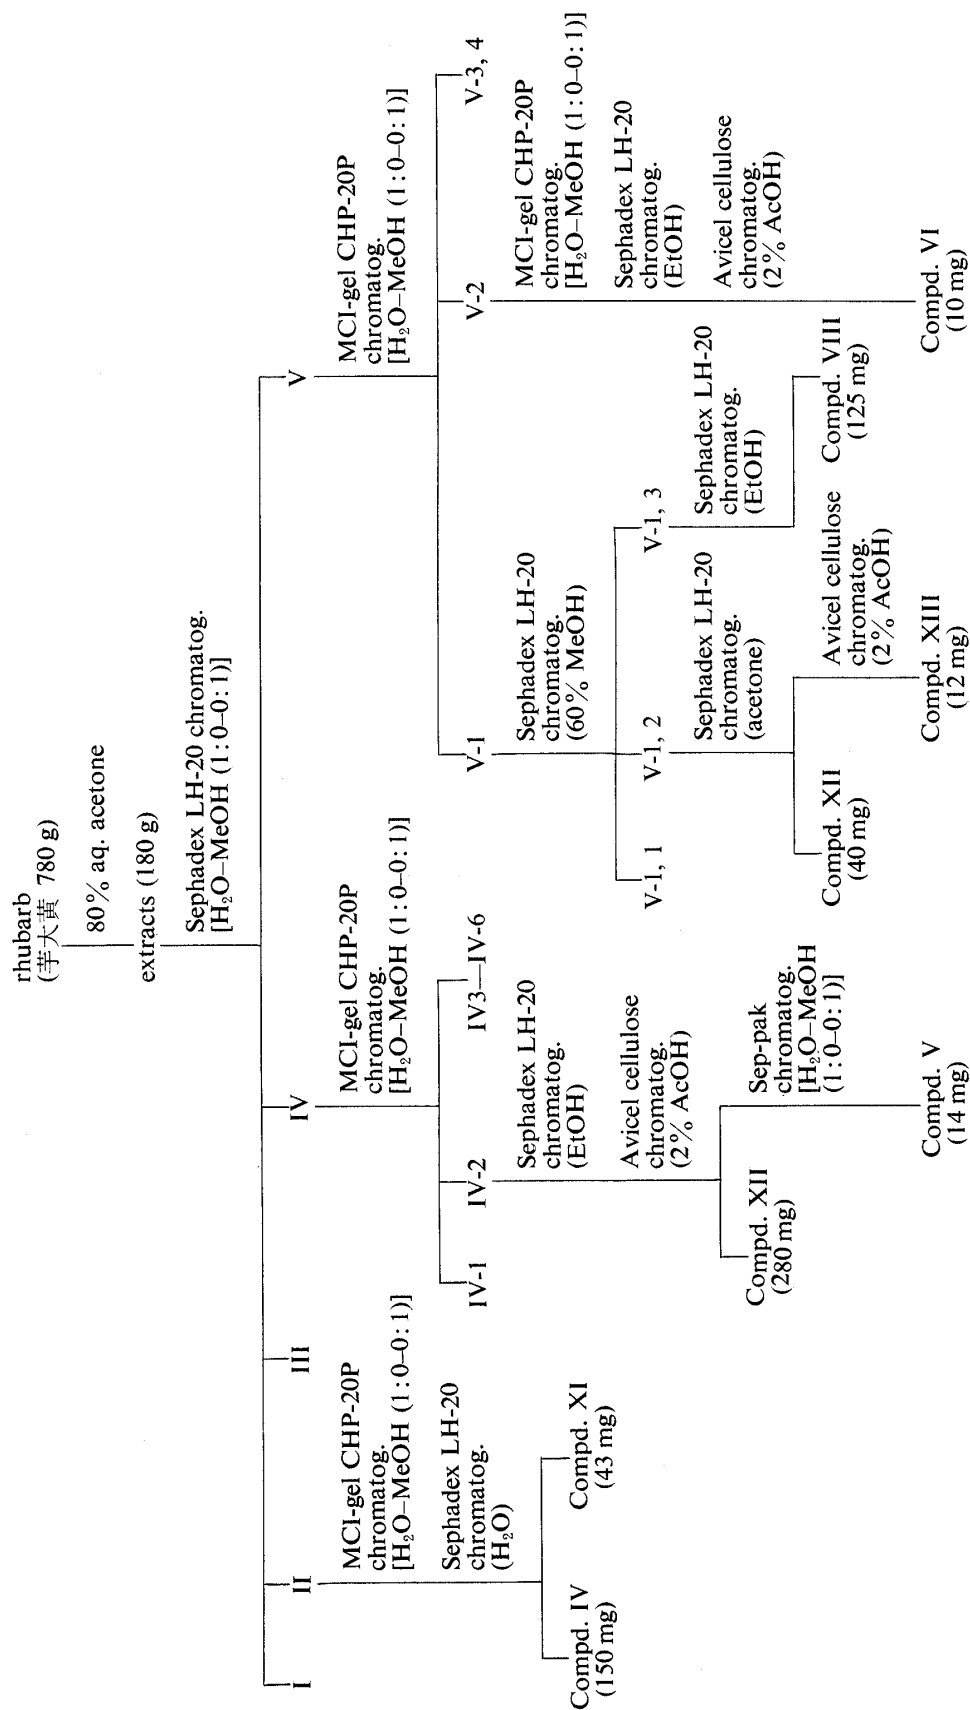 rhubarb
(芋大黄 780 g)
80% aq. acetone
extracts (180 g)
Sephadex LH-20 chromatog.
[H₂O–MeOH (1:0–0:1)]
I
II
III
IV
V
MCI-gel CHP-20P
chromatog.
[H₂O–MeOH (1:0–0:1)]
Sephadex LH-20
chromatog.
(H₂O)
Compd. IV
(150 mg)
Compd. XI
(43 mg)
MCI-gel CHP-20P
chromatog.
[H₂O–MeOH (1:0–0:1)]
IV-1
IV-2
IV3—IV-6
Sephadex LH-20
chromatog.
(EtOH)
Avicel cellulose
chromatog.
(2% AcOH)
Compd. XII
(280 mg)
Sep-pak
chromatog.
[H₂O–MeOH
(1:0–0:1)]
Compd. V
(14 mg)
MCI-gel CHP-20P
chromatog.
[H₂O–MeOH (1:0–0:1)]
V-1
V-2
V-3, 4
Sephadex LH-20
chromatog.
(60% MeOH)
V-1, 1
V-1, 2
V-1, 3
Sephadex LH-20
chromatog.
(acetone)
Compd. XII
(40 mg)
Avicel cellulose
chromatog.
(2% AcOH)
Compd. XIII
(12 mg)
Sephadex LH-20
chromatog.
(EtOH)
Compd. VIII
(125 mg)
MCI-gel CHP-20P
chromatog.
[H₂O–MeOH (1:0–0:1)]
Sephadex LH-20
chromatog.
(EtOH)
Avicel cellulose
chromatog.
(2% AcOH)
Compd. VI
(10 mg)